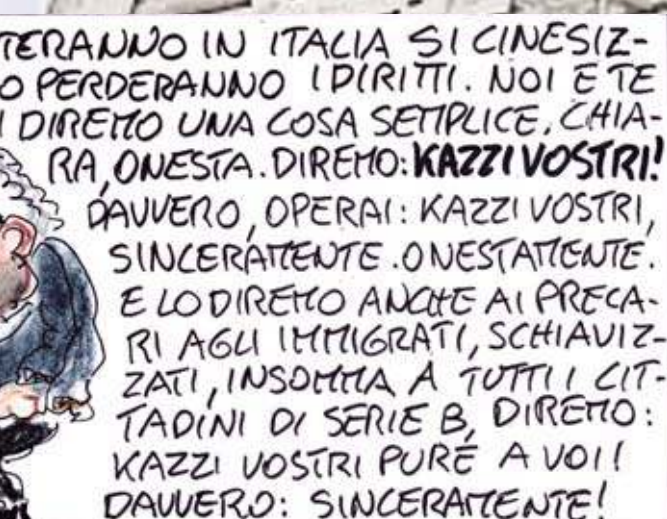 TERANNO IN ITALIA SI CINESIZ-
O PERDERANNO I DIRITTI. NOI E TE
I DIREMO UNA COSA SEMPLICE, CHIA-
RA, ONESTA. DIREMO: KAZZI VOSTRI!
DAVVERO, OPERAI: KAZZI VOSTRI,
SINCERAMENTE. ONESTAMENTE.
E LO DIREMO ANCHE AI PRECA-
RI AGLI IMMIGRATI, SCHIAVIZ-
ZATI, INSOMMA A TUTTI I CIT-
TADINI DI SERIE B, DIREMO:
KAZZI VOSTRI PURE A VOI!
DAVVERO: SINCERAMENTE!